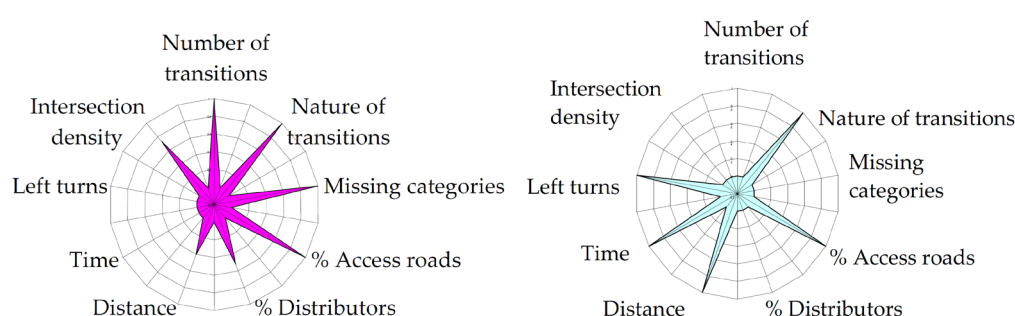 Number of
transitions
Intersection
density
Nature of
transitions
Left turns
Missing categories
Time
% Access roads
Distance
% Distributors
Number of
transitions
Intersection
density
Nature of transitions
Missing
categories
Left turns
Time
% Access roads
Distance
% Distributors